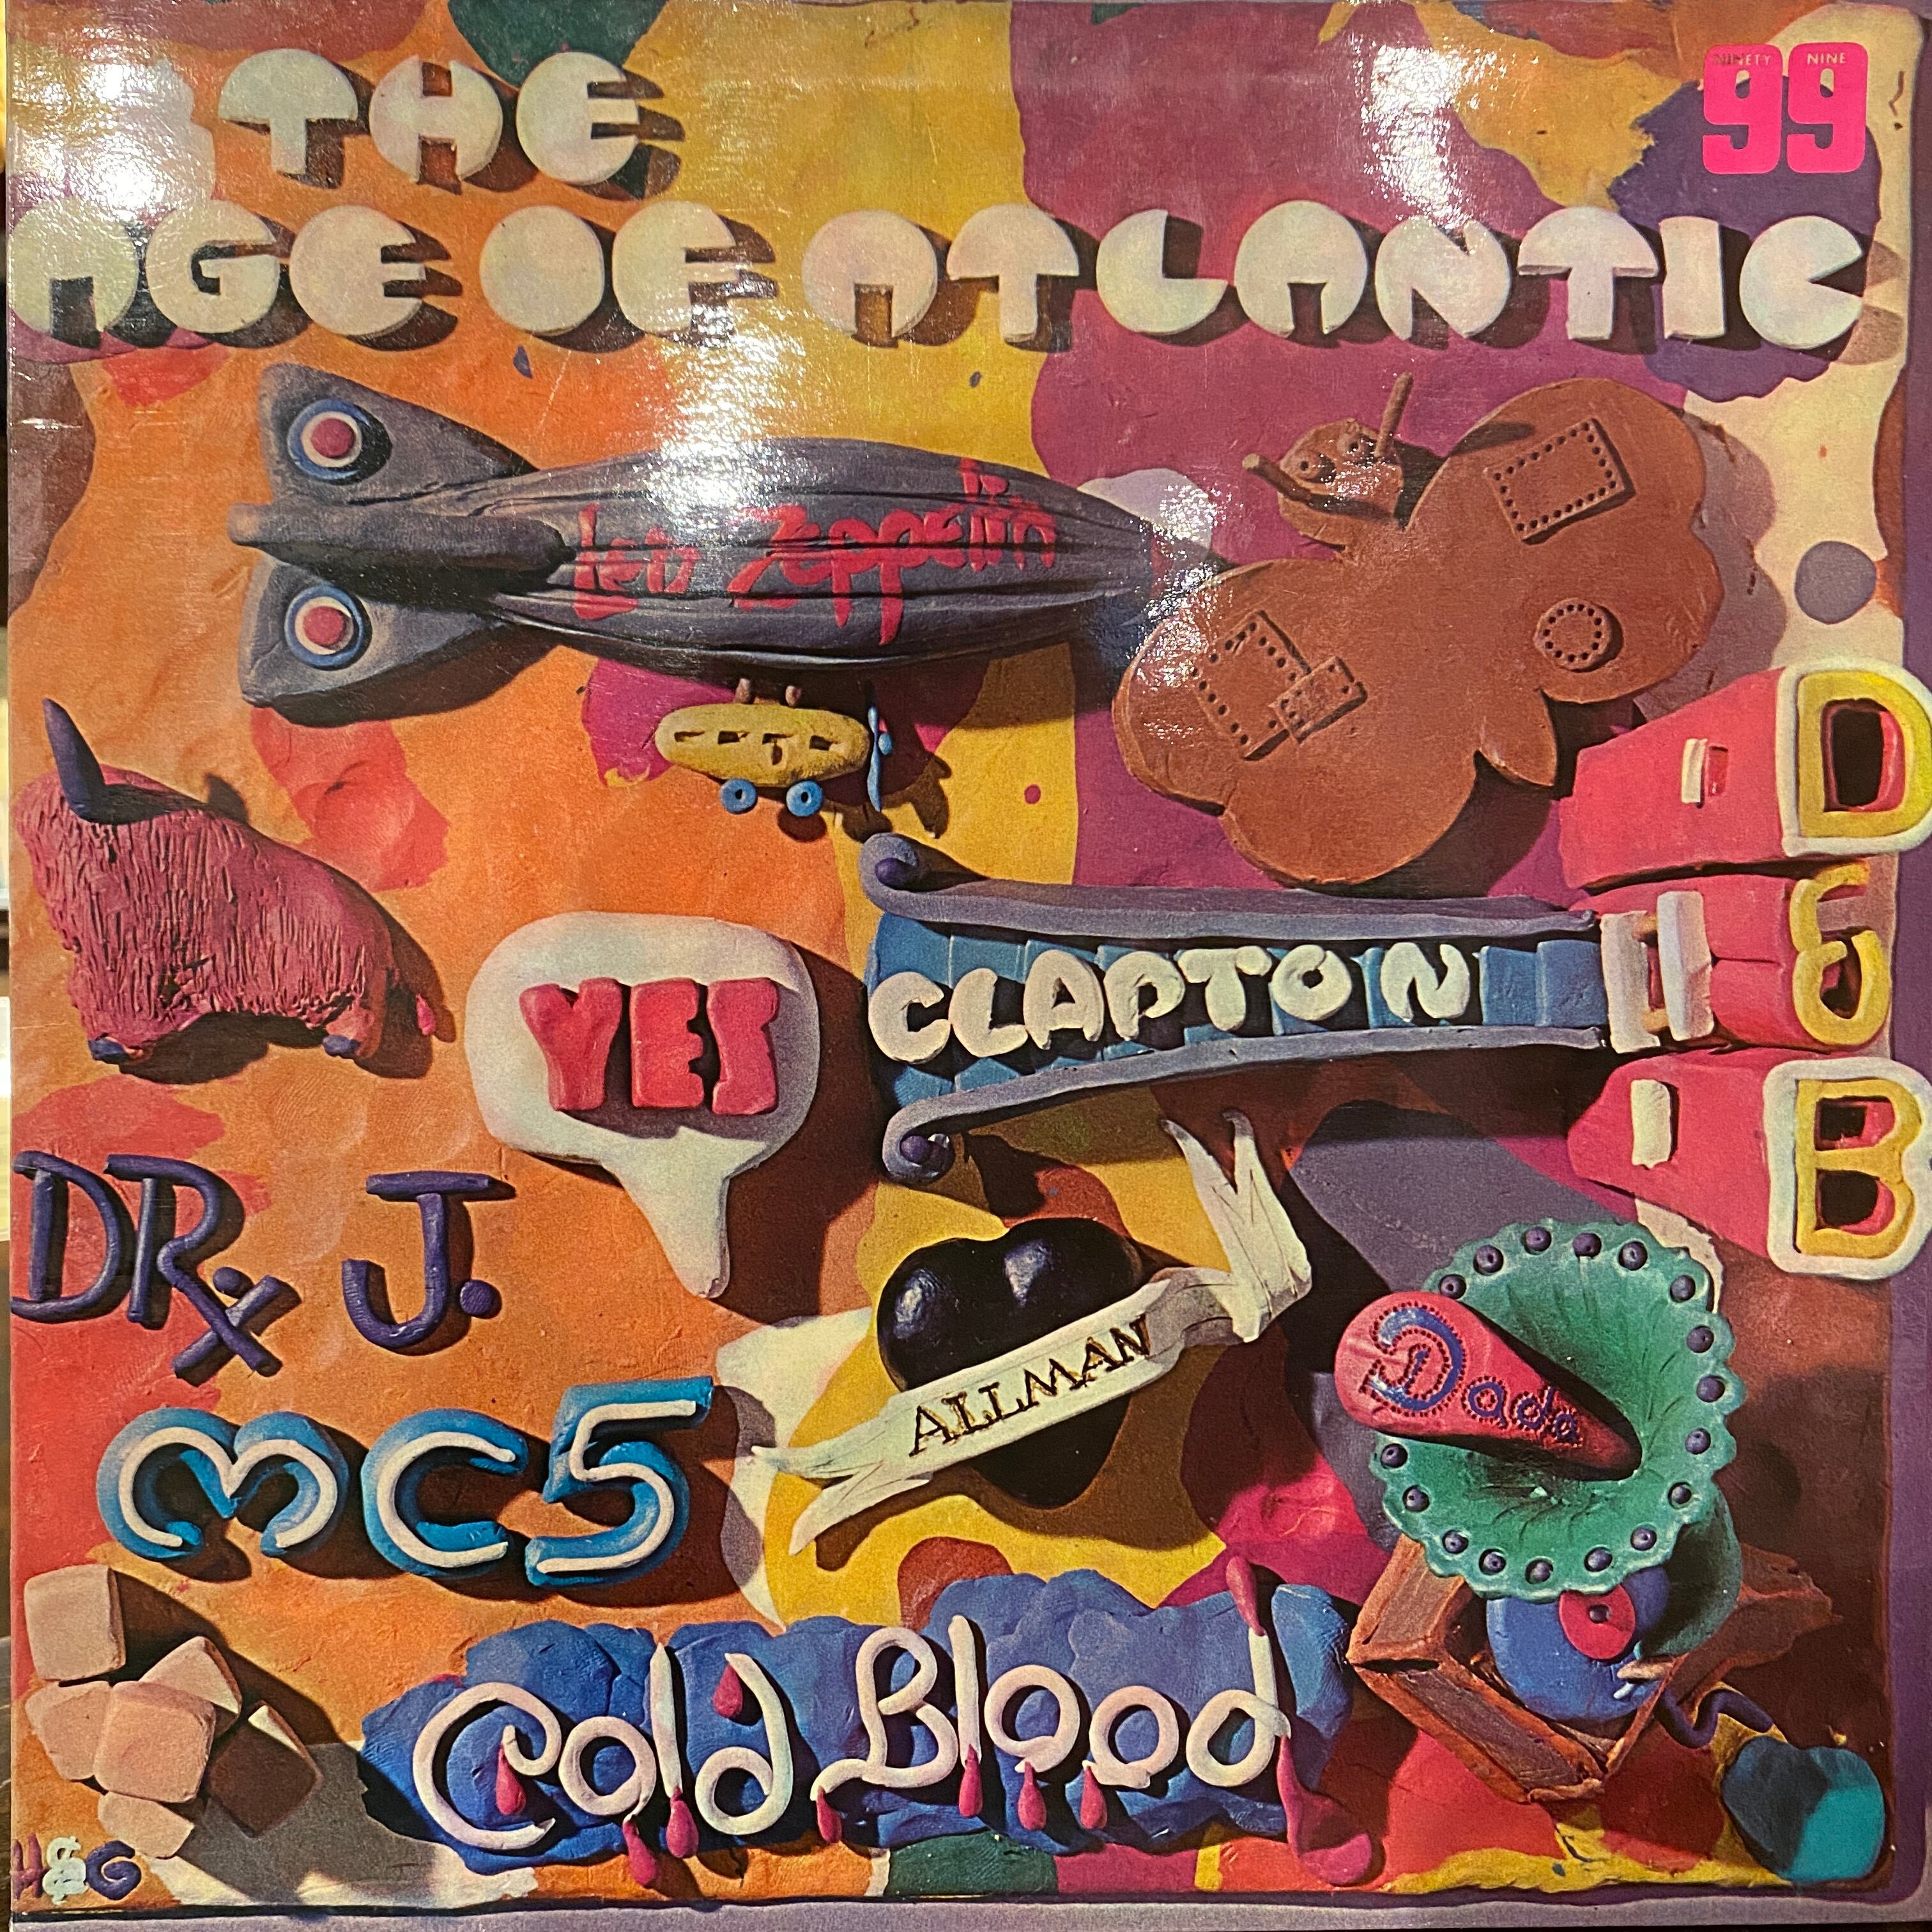 THE
NINETY NINE
99
AGE OF ATLANTIC
Led Zeppelin
D
&
B
CLAPTON
YES
DR. J.
ALLMAN
Dada
MC5
Cold Blood
H&G